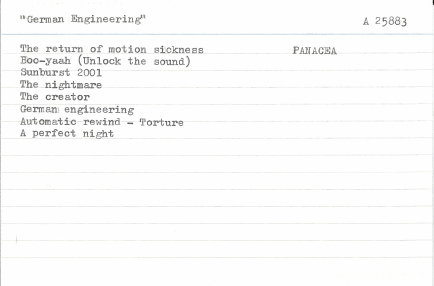 "German Engineering" A 25883
The return of motion sickness PANACEA
Boo-yaah (Unlock the sound)
Sunburst 2001
The nightmare
The creator
German engineering
Automatic rewind - Torture
A perfect night